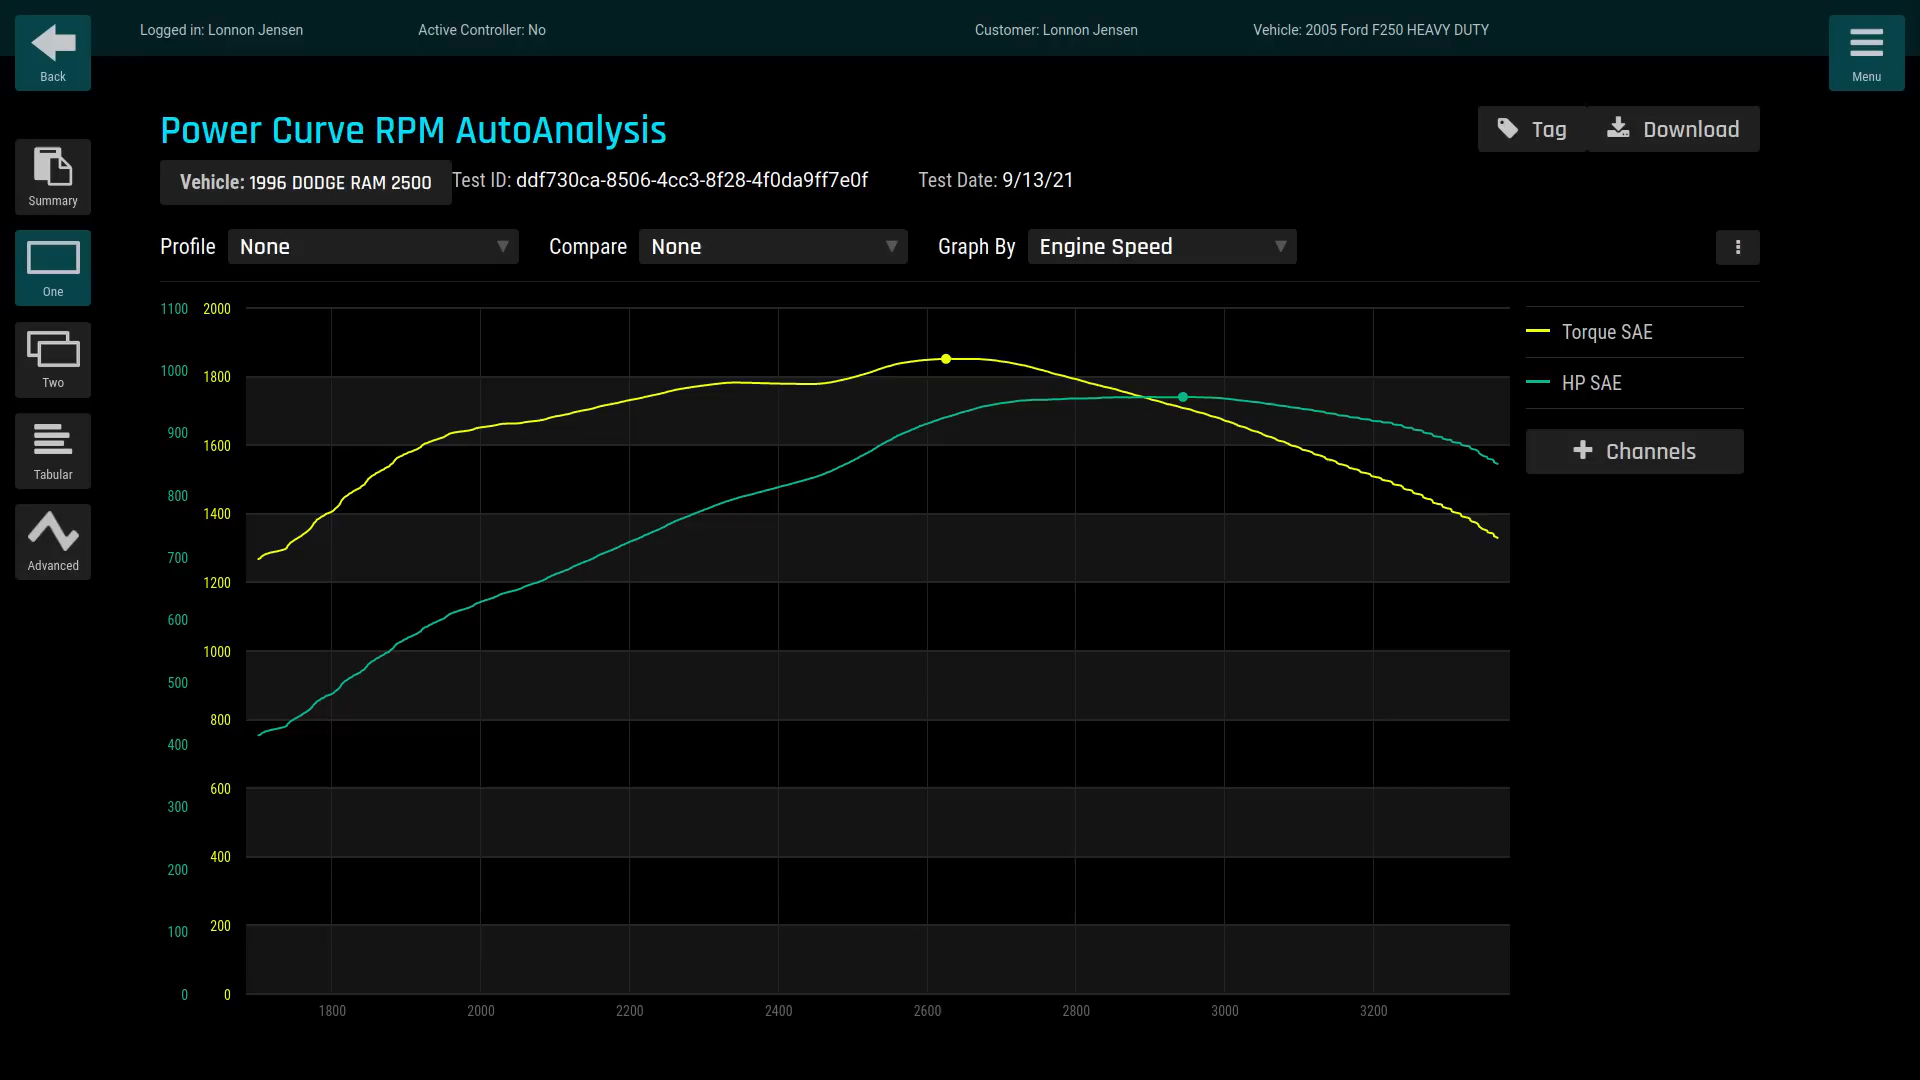 Logged in: Lonnon Jensen
Active Controller: No
Customer: Lonnon Jensen
Vehicle: 2005 Ford F250 HEAVY DUTY
Back
Menu
Power Curve RPM AutoAnalysis
Tag
Download
Vehicle: 1996 DODGE RAM 2500
Test ID: ddf730ca-8506-4cc3-8f28-4f0da9ff7e0f
Test Date: 9/13/21
Summary
One
Two
Tabular
Advanced
Profile
None
Compare
None
Graph By
Engine Speed
1100
1000
900
800
700
600
500
400
300
200
100
0
2000
1800
1600
1400
1200
1000
800
600
400
200
0
1800
2000
2200
2400
2600
2800
3000
3200
Torque SAE
HP SAE
Channels